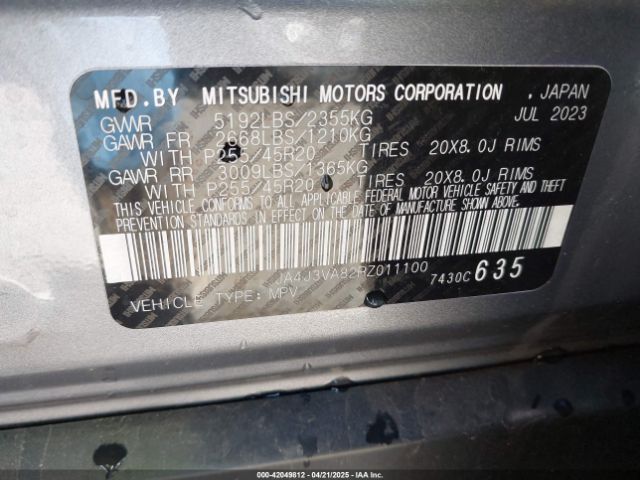 MFD.BY MITSUBISHI MOTORS CORPORATION , JAPAN
GVWR 5192LBS/2355KG JUL 2023
GAWR FR 2668LBS/1210KG
WITH P255/45R20 TIRES 20X8.0J RIMS
GAWR RR 3009LBS/1365KG
WITH P255/45R20 TIRES 20X8.0J RIMS
THIS VEHICLE CONFORMS TO ALL APPLICABLE FEDERAL MOTOR VEHICLE SAFETY AND THEFT
PREVENTION STANDARDS IN EFFECT ON THE DATE OF MANUFACTURE SHOWN ABOVE.
JA4J3VA82RZ011100
7430C 635
VEHICLE TYPE: MPV
000-42049812 - 04/21/2025 - WWW.IAAI.COM